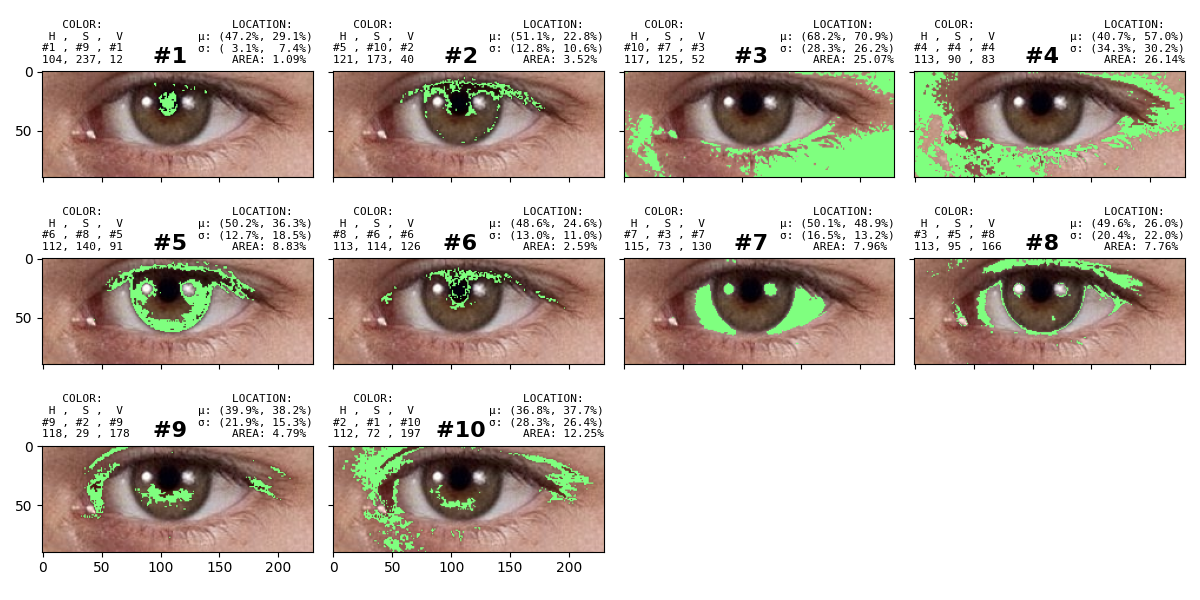 COLOR: LOCATION: COLOR: LOCATION: COLOR: LOCATION: COLOR: LOCATION:
H , S , V μ: (47.2%, 29.1%) H , S , V μ: (51.1%, 22.8%) H , S , V μ: (68.2%, 70.9%) H , S , V μ: (40.7%, 57.0%)
#1 , #9 , #1 #1 σ: ( 3.1%, 7.4%) #5 , #10, #2 #2 σ: (12.8%, 10.6%) #10, #7 , #3 #3 σ: (28.3%, 26.2%) #4 , #4 , #4 #4 σ: (34.3%, 30.2%)
104, 237, 12 AREA: 1.09% 121, 173, 40 AREA: 3.52% 117, 125, 52 AREA: 25.07% 113, 90 , 83 AREA: 26.14%
0
50
COLOR: LOCATION: COLOR: LOCATION: COLOR: LOCATION: COLOR: LOCATION:
H , S , V μ: (50.2%, 36.3%) H , S , V μ: (48.6%, 24.6%) H , S , V μ: (50.1%, 48.9%) H , S , V μ: (49.6%, 26.0%)
#6 , #8 , #5 #5 σ: (12.7%, 18.5%) #8 , #6 , #6 #6 σ: (13.0%, 11.0%) #7 , #3 , #7 #7 σ: (16.5%, 13.2%) #3 , #5 , #8 #8 σ: (20.4%, 22.0%)
112, 140, 91 AREA: 8.83% 113, 114, 126 AREA: 2.59% 115, 73 , 130 AREA: 7.96% 113, 95 , 166 AREA: 7.76%
0
50
COLOR: LOCATION: COLOR: LOCATION:
H , S , V μ: (39.9%, 38.2%) H , S , V μ: (36.8%, 37.7%)
#9 , #2 , #9 #9 σ: (21.9%, 15.3%) #2 , #1 , #10 #10 σ: (28.3%, 26.4%)
118, 29 , 178 AREA: 4.79% 112, 72 , 197 AREA: 12.25%
0
50
0 50 100 150 200 0 50 100 150 200